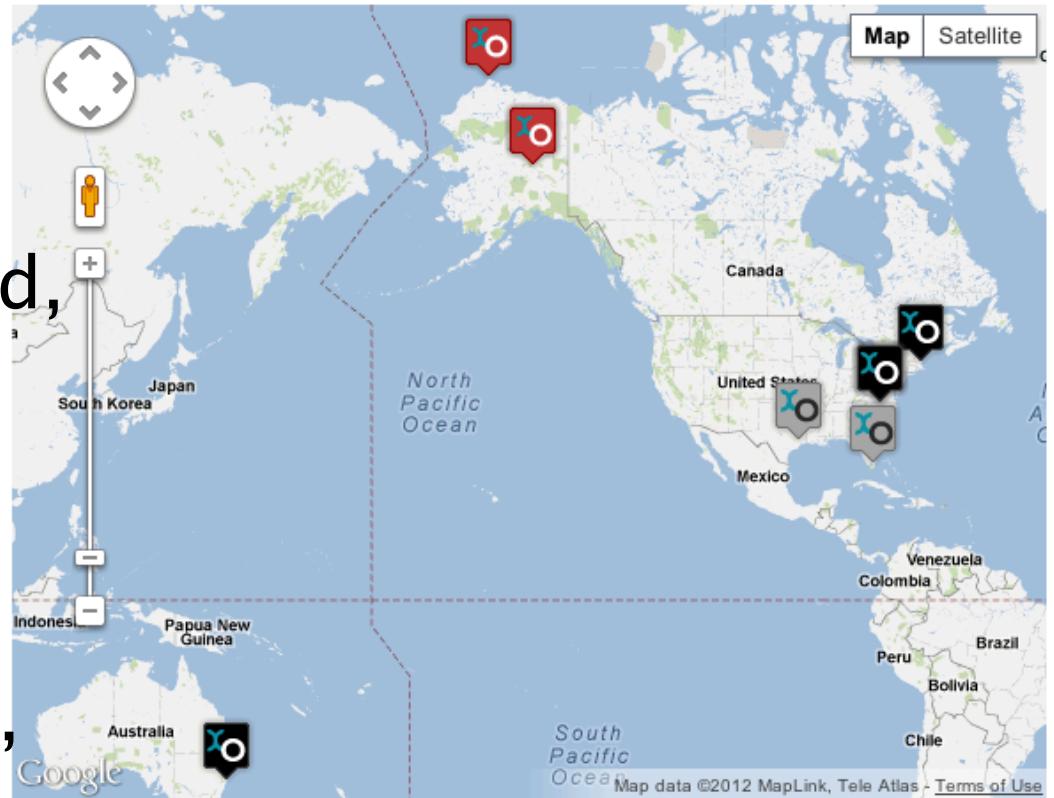 Map
Satellite
d,
Canada
Japan
South Korea
North
Pacific
Ocean
United States
Mexico
Venezuela
Colombia
Papua New
Guinea
Brazil
Peru
Bolivia
Australia
South
Pacific
Ocean
Chile
,
Google
Map data ©2012 MapLink, Tele Atlas - Terms of Use